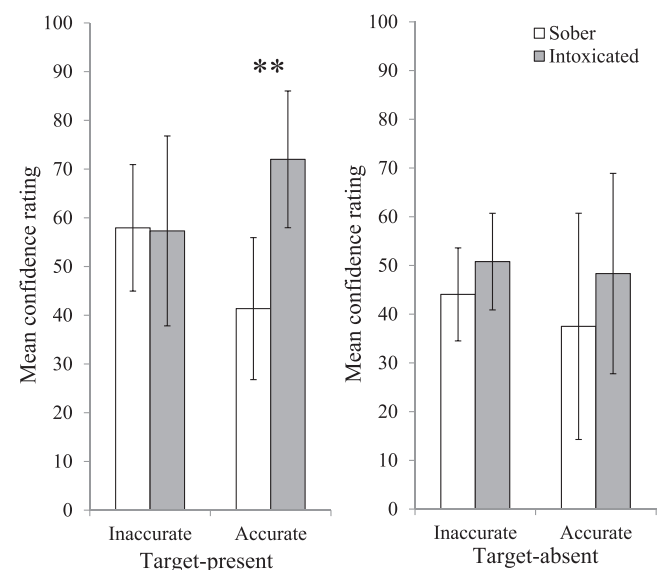 Mean confidence rating
100
90
80
70
60
50
40
30
20
10
0
**
Inaccurate
Accurate
Target-present
Mean confidence rating
100
90
80
70
60
50
40
30
20
10
0
Sober
Intoxicated
Inaccurate
Accurate
Target-absent